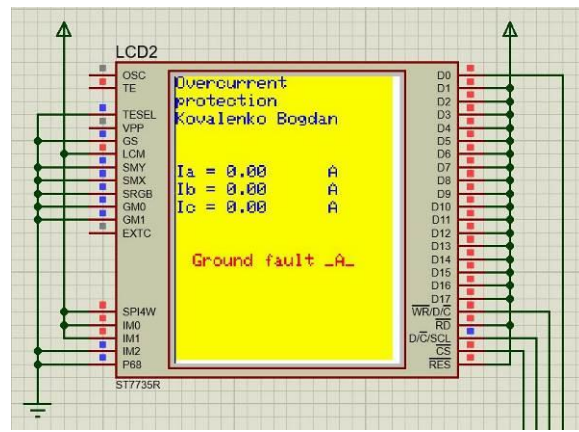 LCD2
OSC
TE
TESEL
VPP
GS
LCM
SMY
SMX
SRGB
GM0
GM1
EXTC
SPI4W
IM0
IM1
IM2
P68
ST7735R
Overcurrent
protection
Kovalenko Bogdan
Ia = 0.00 A
Ib = 0.00 A
Ic = 0.00 A
Ground fault _A_
D0
D1
D2
D3
D4
D5
D6
D7
D8
D9
D10
D11
D12
D13
D14
D15
D16
D17
WR/D/C
RD
D/C/SCL
CS
RES